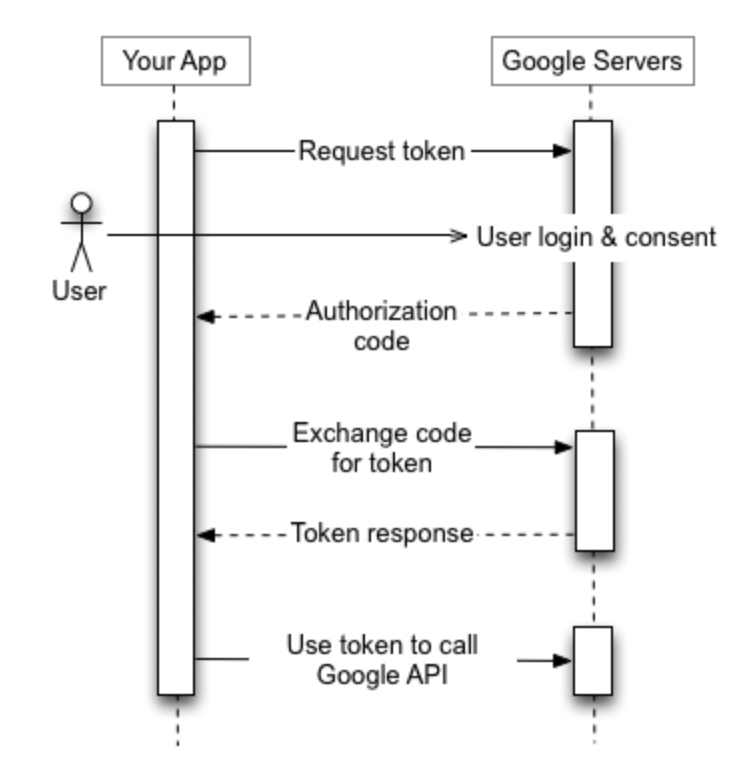 Your App
Google Servers
Request token
User login & consent
User
Authorization
code
Exchange code
for token
Token response
Use token to call
Google API